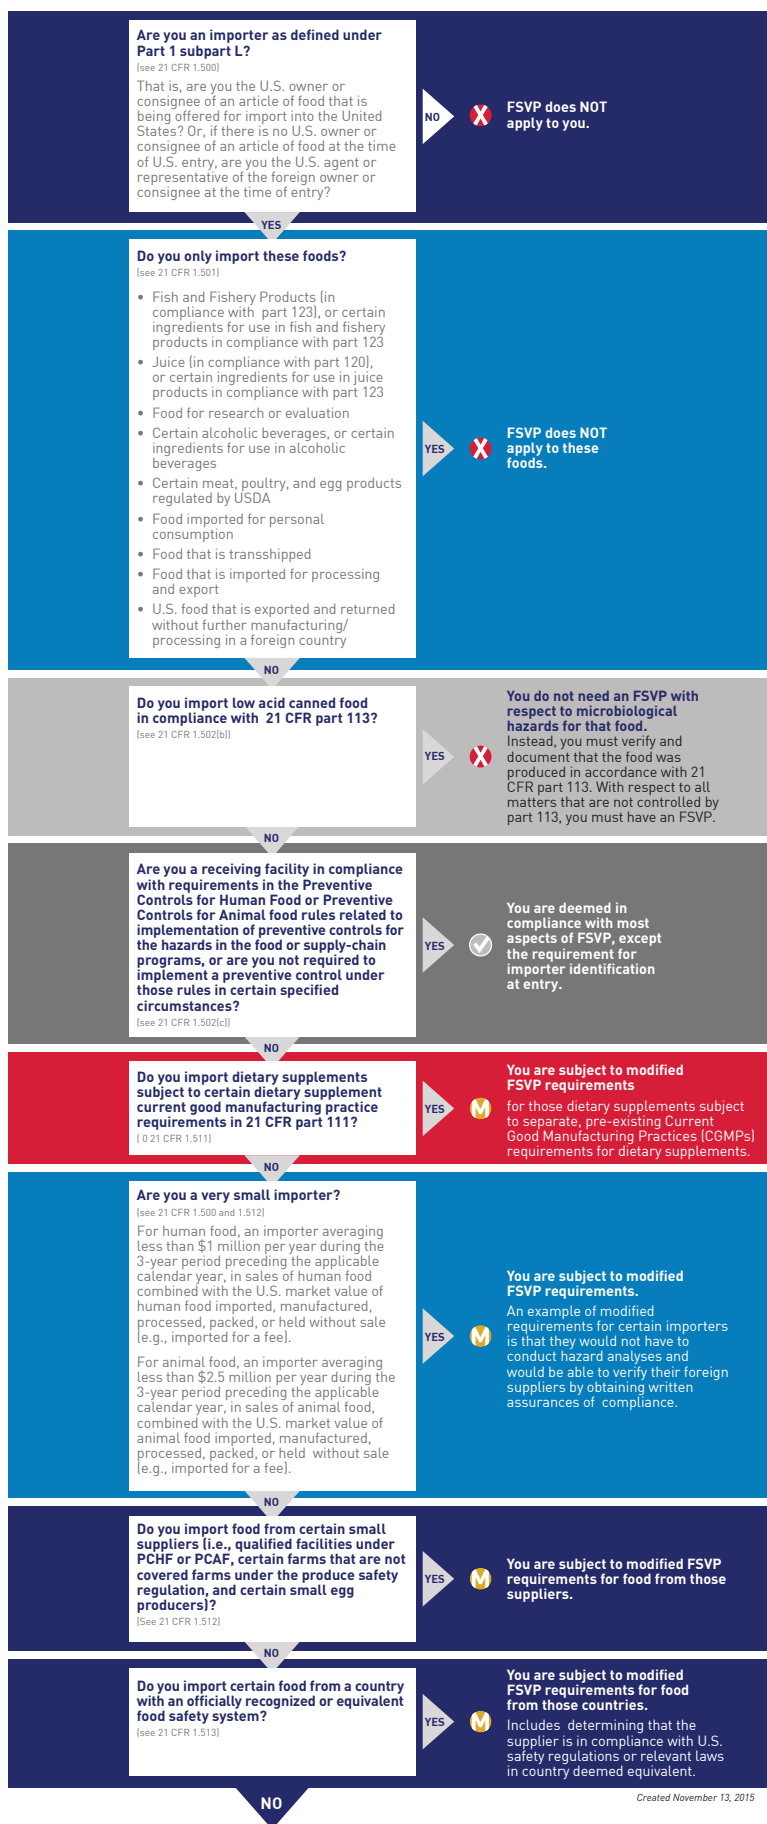 Are you an importer as defined under
Part 1 subpart L?
(see 21 CFR 1.500)
That is, are you the U.S. owner or
consignee of an article of food that is
being offered for import into the United
States? Or, if there is no U.S. owner or
consignee of an article of food at the time
of U.S. entry, are you the U.S. agent or
representative of the foreign owner or
consignee at the time of entry?
NO
FSVP does NOT
apply to you.
YES
Do you only import these foods?
(see 21 CFR 1.501)
• Fish and Fishery Products (in
compliance with part 123), or certain
ingredients for use in fish and fishery
products in compliance with part 123
• Juice (in compliance with part 120),
or certain ingredients for use in juice
products in compliance with part 123
• Food for research or evaluation
• Certain alcoholic beverages, or certain
ingredients for use in alcoholic
beverages
• Certain meat, poultry, and egg products
regulated by USDA
• Food imported for personal
consumption
• Food that is transshipped
• Food that is imported for processing
and export
• U.S. food that is exported and returned
without further manufacturing/
processing in a foreign country
YES
FSVP does NOT
apply to these
foods.
NO
Do you import low acid canned food
in compliance with 21 CFR part 113?
(see 21 CFR 1.502(b))
YES
You do not need an FSVP with
respect to microbiological
hazards for that food.
Instead, you must verify and
document that the food was
produced in accordance with 21
CFR part 113. With respect to all
matters that are not controlled by
part 113, you must have an FSVP.
NO
Are you a receiving facility in compliance
with requirements in the Preventive
Controls for Human Food or Preventive
Controls for Animal food rules related to
implementation of preventive controls for
the hazards in the food or supply-chain
programs, or are you not required to
implement a preventive control under
those rules in certain specified
circumstances?
(see 21 CFR 1.502(c))
YES
You are deemed in
compliance with most
aspects of FSVP, except
the requirement for
importer identification
at entry.
NO
Do you import dietary supplements
subject to certain dietary supplement
current good manufacturing practice
requirements in 21 CFR part 111?
( 0 21 CFR 1.511)
YES
M
You are subject to modified
FSVP requirements
for those dietary supplements subject
to separate, pre-existing Current
Good Manufacturing Practices (CGMPs)
requirements for dietary supplements.
NO
Are you a very small importer?
(see 21 CFR 1.500 and 1.512)
For human food, an importer averaging
less than $1 million per year during the
3-year period preceding the applicable
calendar year, in sales of human food
combined with the U.S. market value of
human food imported, manufactured,
processed, packed, or held without sale
(e.g., imported for a fee).
For animal food, an importer averaging
less than $2.5 million per year during the
3-year period preceding the applicable
calendar year, in sales of animal food,
combined with the U.S. market value of
animal food imported, manufactured,
processed, packed, or held without sale
(e.g., imported for a fee).
YES
M
You are subject to modified
FSVP requirements.
An example of modified
requirements for certain importers
is that they would not have to
conduct hazard analyses and
would be able to verify their foreign
suppliers by obtaining written
assurances of compliance.
NO
Do you import food from certain small
suppliers (i.e., qualified facilities under
PCHF or PCAF, certain farms that are not
covered farms under the produce safety
regulation, and certain small egg
producers)?
(See 21 CFR 1.512)
YES
M
You are subject to modified FSVP
requirements for food from those
suppliers.
NO
Do you import certain food from a country
with an officially recognized or equivalent
food safety system?
(see 21 CFR 1.513)
YES
M
You are subject to modified
FSVP requirements for food
from those countries.
Includes determining that the
supplier is in compliance with U.S.
safety regulations or relevant laws
in country deemed equivalent.
NO
Created November 13, 2015